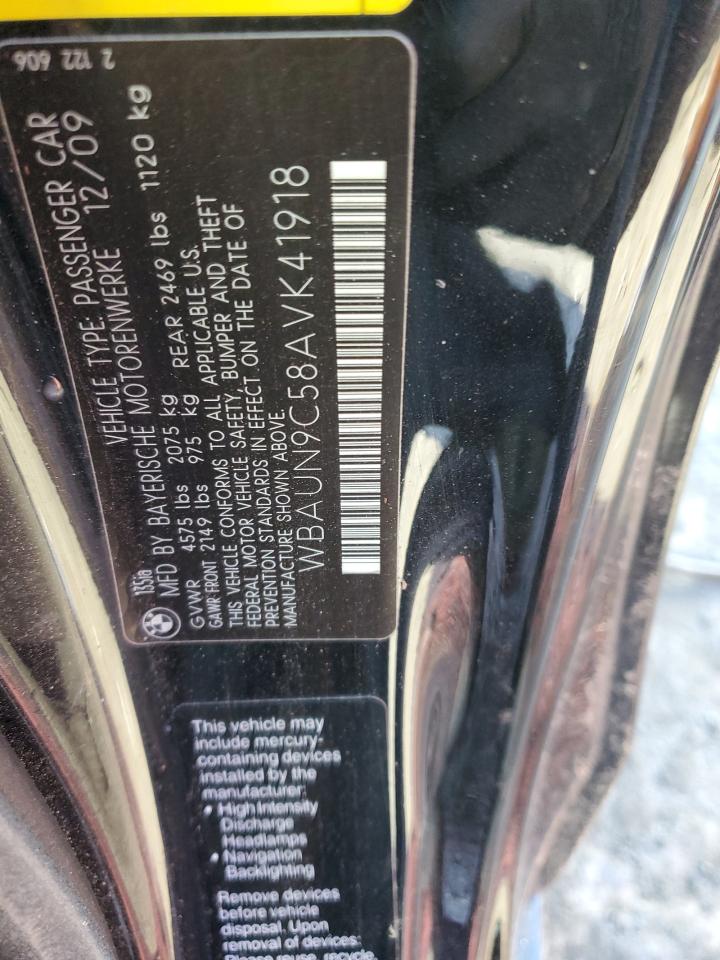 2 122 606
VEHICLE TYPE: PASSENGER CAR
135i6
MFD BY BAYERISCHE MOTORENWERKE 12/09
GVWR 4575 lbs 2075 kg
GAWR FRONT 2149 lbs 975 kg REAR 2469 lbs 1120 kg
THIS VEHICLE CONFORMS TO ALL APPLICABLE U.S.
FEDERAL MOTOR VEHICLE SAFETY, BUMPER AND THEFT
PREVENTION STANDARDS IN EFFECT ON THE DATE OF
MANUFACTURE SHOWN ABOVE.
WBAUN9C58AVK41918
This vehicle may
include mercury-
containing devices
installed by the
manufacturer:
• High Intensity
Discharge
Headlamps
• Navigation
Backlighting
Remove devices
before vehicle
disposal. Upon
removal of devices:
Please reuse, recycle,